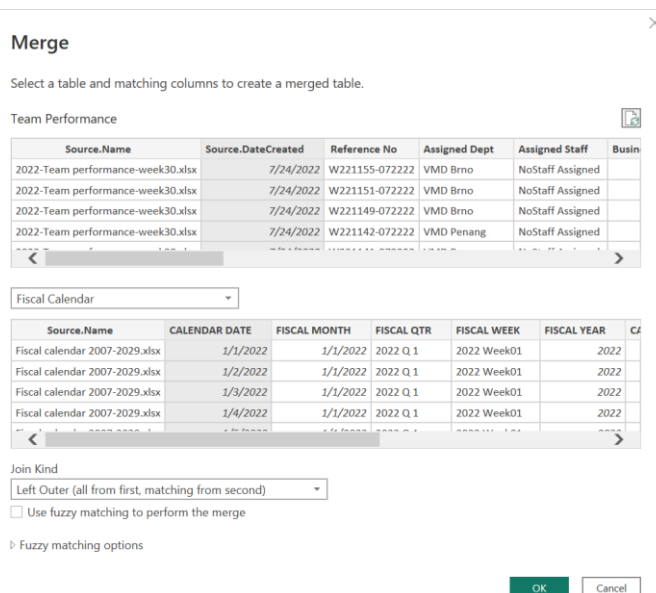 Merge
Select a table and matching columns to create a merged table.
Team Performance
Source.Name Source.DateCreated Reference No Assigned Dept Assigned Staff Busin
2022-Team performance-week30.xlsx 7/24/2022 W221155-072222 VMD Brno NoStaff Assigned
2022-Team performance-week30.xlsx 7/24/2022 W221151-072222 VMD Brno NoStaff Assigned
2022-Team performance-week30.xlsx 7/24/2022 W221149-072222 VMD Brno NoStaff Assigned
2022-Team performance-week30.xlsx 7/24/2022 W221142-072222 VMD Penang NoStaff Assigned
Fiscal Calendar
Source.Name CALENDAR DATE FISCAL MONTH FISCAL QTR FISCAL WEEK FISCAL YEAR CA
Fiscal calendar 2007-2029.xlsx 1/1/2022 1/1/2022 2022 Q 1 2022 Week01 2022
Fiscal calendar 2007-2029.xlsx 1/2/2022 1/1/2022 2022 Q 1 2022 Week01 2022
Fiscal calendar 2007-2029.xlsx 1/3/2022 1/1/2022 2022 Q 1 2022 Week01 2022
Fiscal calendar 2007-2029.xlsx 1/4/2022 1/1/2022 2022 Q 1 2022 Week01 2022
Join Kind
Left Outer (all from first, matching from second)
Use fuzzy matching to perform the merge
Fuzzy matching options
OK Cancel